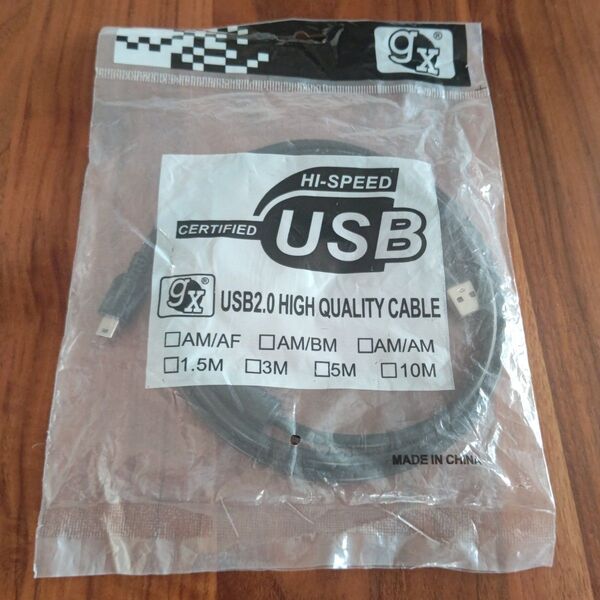 gx®
HI-SPEED
CERTIFIED USB
gx® USB2.0 HIGH QUALITY CABLE
☐AM/AF ☐AM/BM ☐AM/AM
☐1.5M ☐3M ☐5M ☐10M
MADE IN CHINA